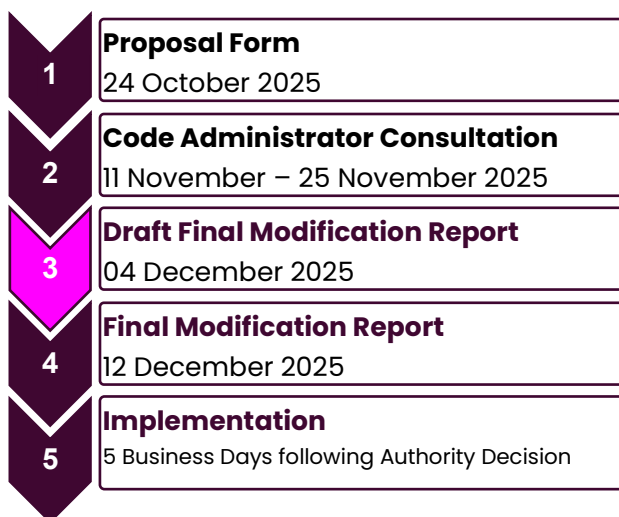 1
Proposal Form
24 October 2025
2
Code Administrator Consultation
11 November – 25 November 2025
3
Draft Final Modification Report
04 December 2025
4
Final Modification Report
12 December 2025
5
Implementation
5 Business Days following Authority Decision